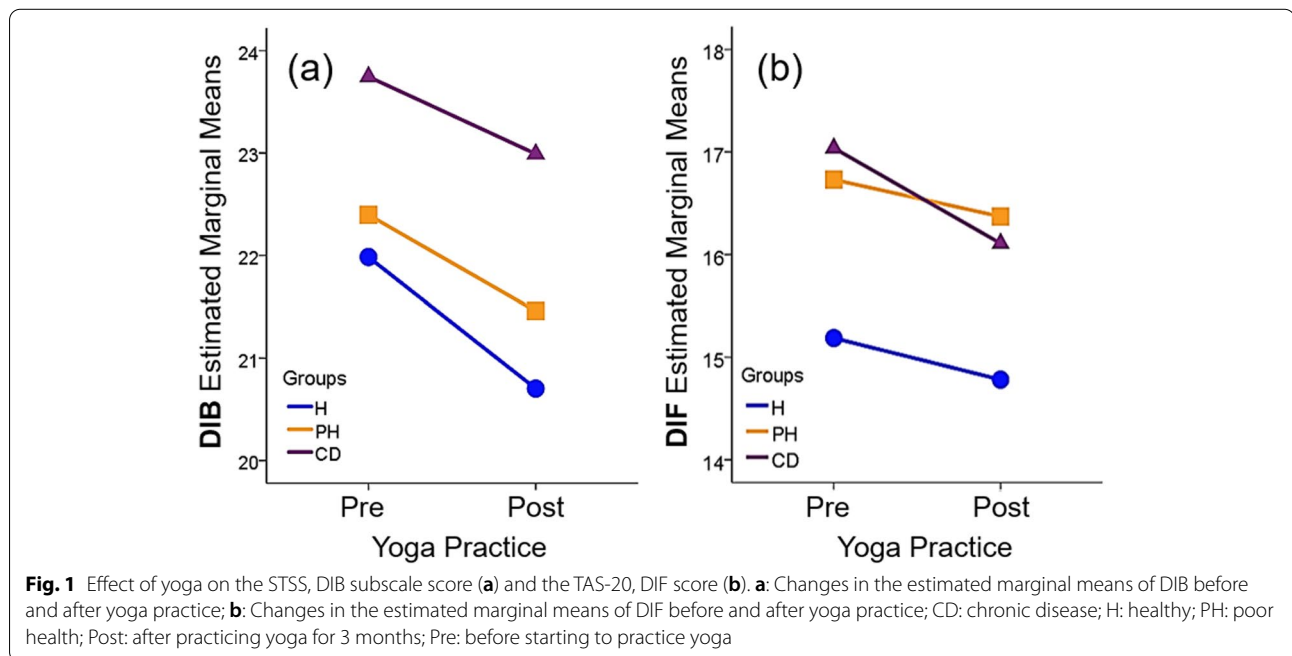 (a)
DIB Estimated Marginal Means
24
23
22
21
20
Groups
H
PH
CD
Pre
Post
Yoga Practice
(b)
DIF Estimated Marginal Means
18
17
16
15
14
Groups
H
PH
CD
Pre
Post
Yoga Practice
Fig. 1 Effect of yoga on the STSS, DIB subscale score (a) and the TAS-20, DIF score (b). a: Changes in the estimated marginal means of DIB before
and after yoga practice; b: Changes in the estimated marginal means of DIF before and after yoga practice; CD: chronic disease; H: healthy; PH: poor
health; Post: after practicing yoga for 3 months; Pre: before starting to practice yoga